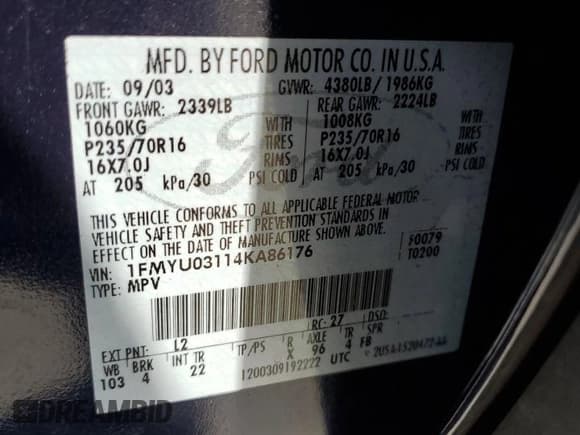 MFD. BY FORD MOTOR CO. IN U.S.A.
DATE: 09/03 GVWR: 4380LB/ 1986KG
FRONT GAWR: 2339LB REAR GAWR: 2224LB
1060KG WITH 1008KG WITH
P235/70R16 TIRES P235/70R16 TIRES
16X7.0J RIMS 16X7.0J RIMS
AT 205 kPa/30 PSI COLD AT 205 kPa/30 PSI COLD
Ford
THIS VEHICLE CONFORMS TO ALL APPLICABLE FEDERAL MOTOR
VEHICLE SAFETY AND THEFT PREVENTION STANDARDS IN
EFFECT ON THE DATE OF MANUFACTURE SHOWN ABOVE.
VIN: 1FMYU03114KA86176 F0079
TYPE: MPV T0200
EXT PNT: L2 RC: 27 DSO:
WB BRK INT TR TP/PS R AXLE TR SPR
103 4 22 X 96 4 FB
1200309192222 UTC
DREAMBID